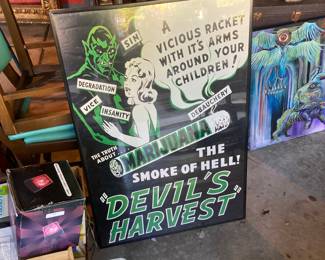 SIN
A
VICIOUS RACKET
WITH IT'S ARMS
AROUND YOUR
CHILDREN!
DEGRADATION
VICE
INSANITY
DEBAUCHERY
THE TRUTH
ABOUT
MARIJUANA
THE
SMOKE OF HELL!
"DEVIL'S
HARVEST"